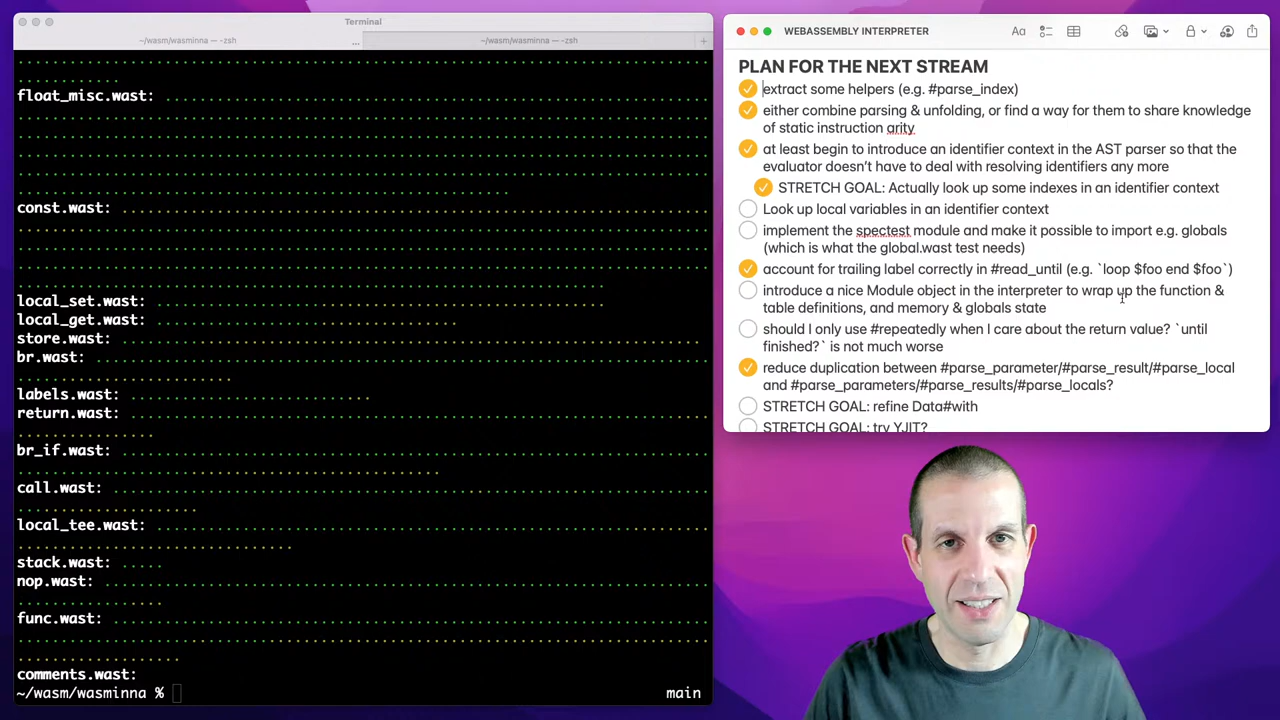 Terminal
~/wasm/wasminna — -zsh
...
~/wasm/wasminna — -zsh
+
float_misc.wast:
const.wast:
local_set.wast:
local_get.wast:
store.wast:
br.wast:
labels.wast:
return.wast:
br_if.wast:
call.wast:
local_tee.wast:
stack.wast:
nop.wast:
func.wast:
comments.wast:
~/wasm/wasminna %
main
WEBASSEMBLY INTERPRETER
Aa
PLAN FOR THE NEXT STREAM
extract some helpers (e.g. #parse_index)
either combine parsing & unfolding, or find a way for them to share knowledge
of static instruction arity
at least begin to introduce an identifier context in the AST parser so that the
evaluator doesn't have to deal with resolving identifiers any more
STRETCH GOAL: Actually look up some indexes in an identifier context
Look up local variables in an identifier context
implement the spectest module and make it possible to import e.g. globals
(which is what the global.wast test needs)
account for trailing label correctly in #read_until (e.g. `loop $foo end $foo`)
introduce a nice Module object in the interpreter to wrap up the function &
table definitions, and memory & globals state
should I only use #repeatedly when I care about the return value? `until
finished?` is not much worse
reduce duplication between #parse_parameter/#parse_result/#parse_local
and #parse_parameters/#parse_results/#parse_locals?
STRETCH GOAL: refine Data#with
STRETCH GOAL: try YJIT?